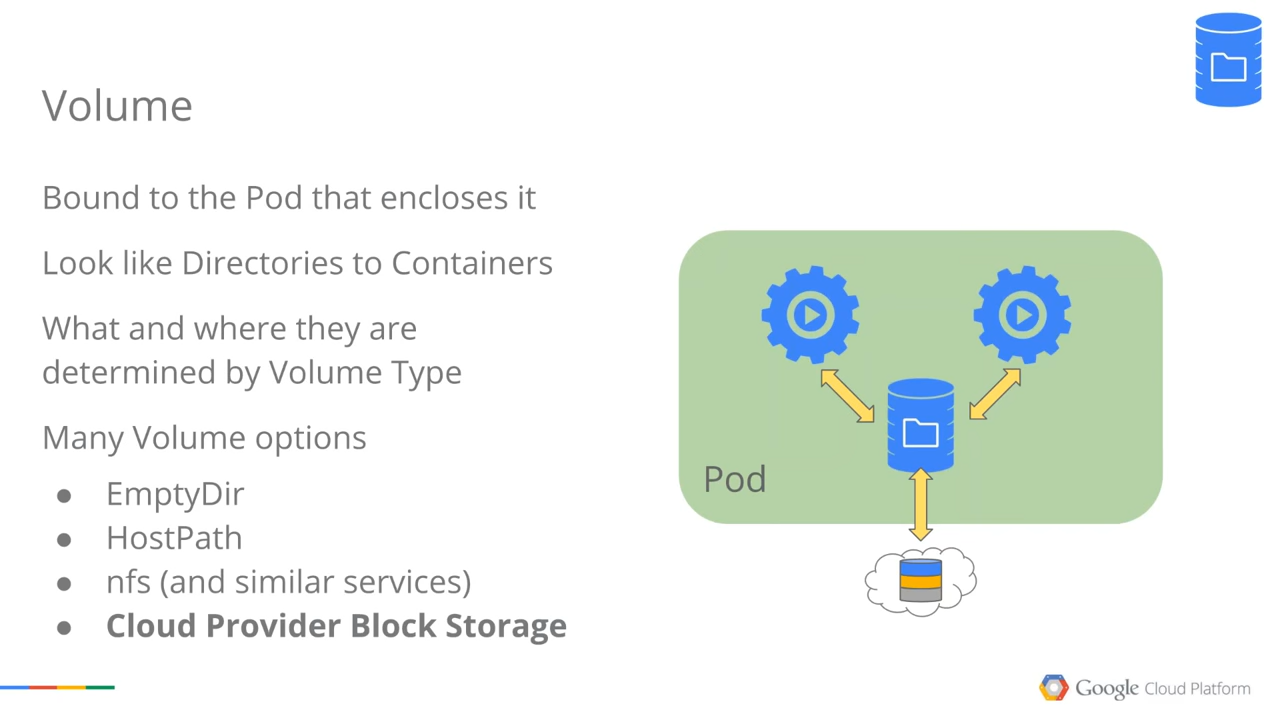 Volume
Bound to the Pod that encloses it
Look like Directories to Containers
What and where they are
determined by Volume Type
Many Volume options
● EmptyDir
● HostPath
● nfs (and similar services)
● Cloud Provider Block Storage
Pod
Google Cloud Platform